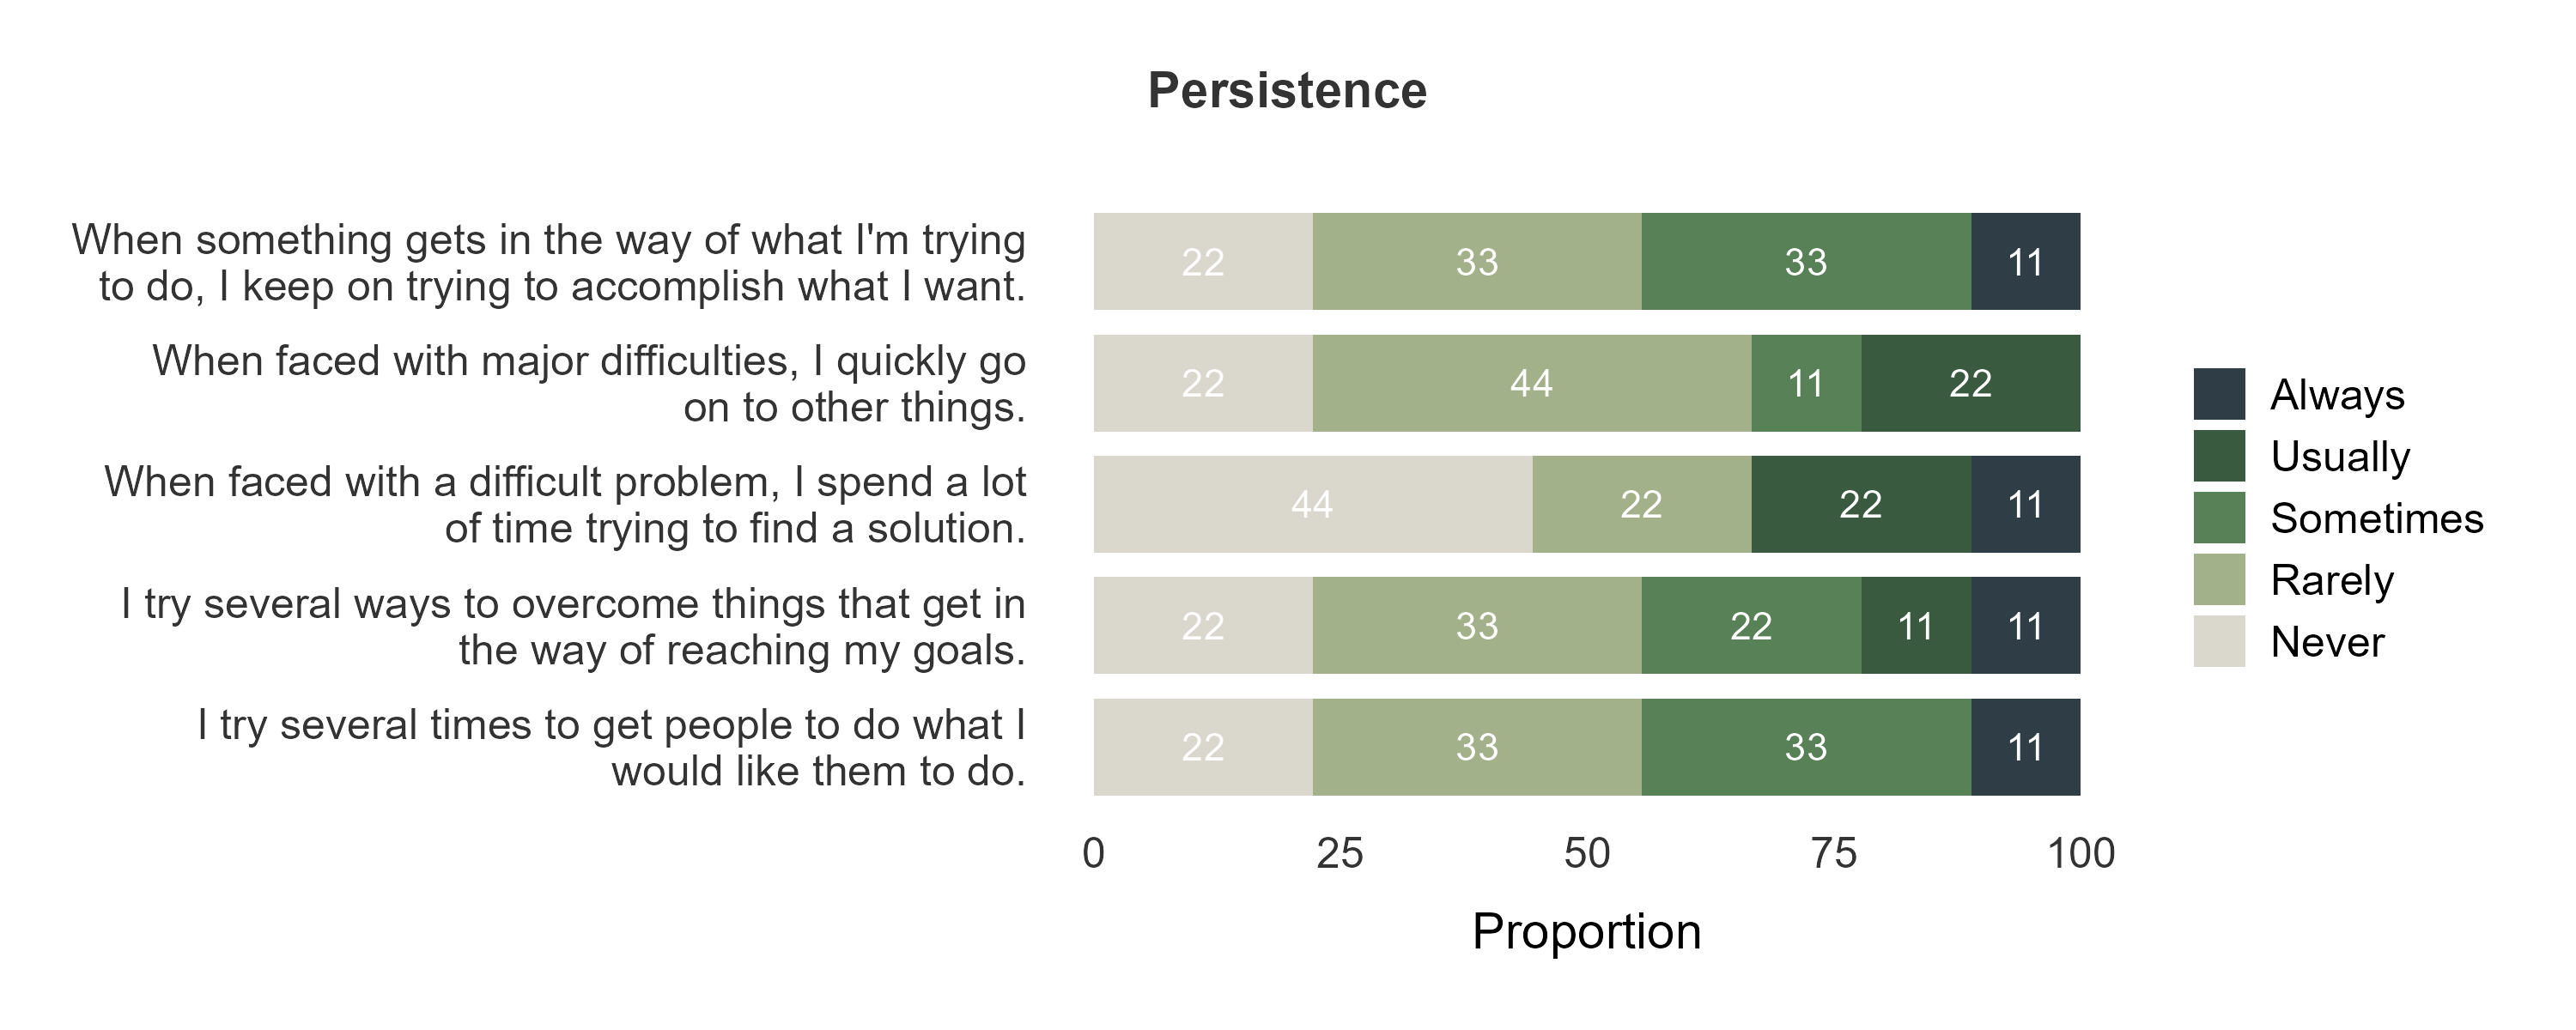 Persistence
When something gets in the way of what I'm trying
to do, I keep on trying to accomplish what I want.
22 33 33 11
When faced with major difficulties, I quickly go
on to other things.
22 44 11 22
When faced with a difficult problem, I spend a lot
of time trying to find a solution.
44 22 22 11
I try several ways to overcome things that get in
the way of reaching my goals.
22 33 22 11 11
I try several times to get people to do what I
would like them to do.
22 33 33 11
0 25 50 75 100
Proportion
Always
Usually
Sometimes
Rarely
Never